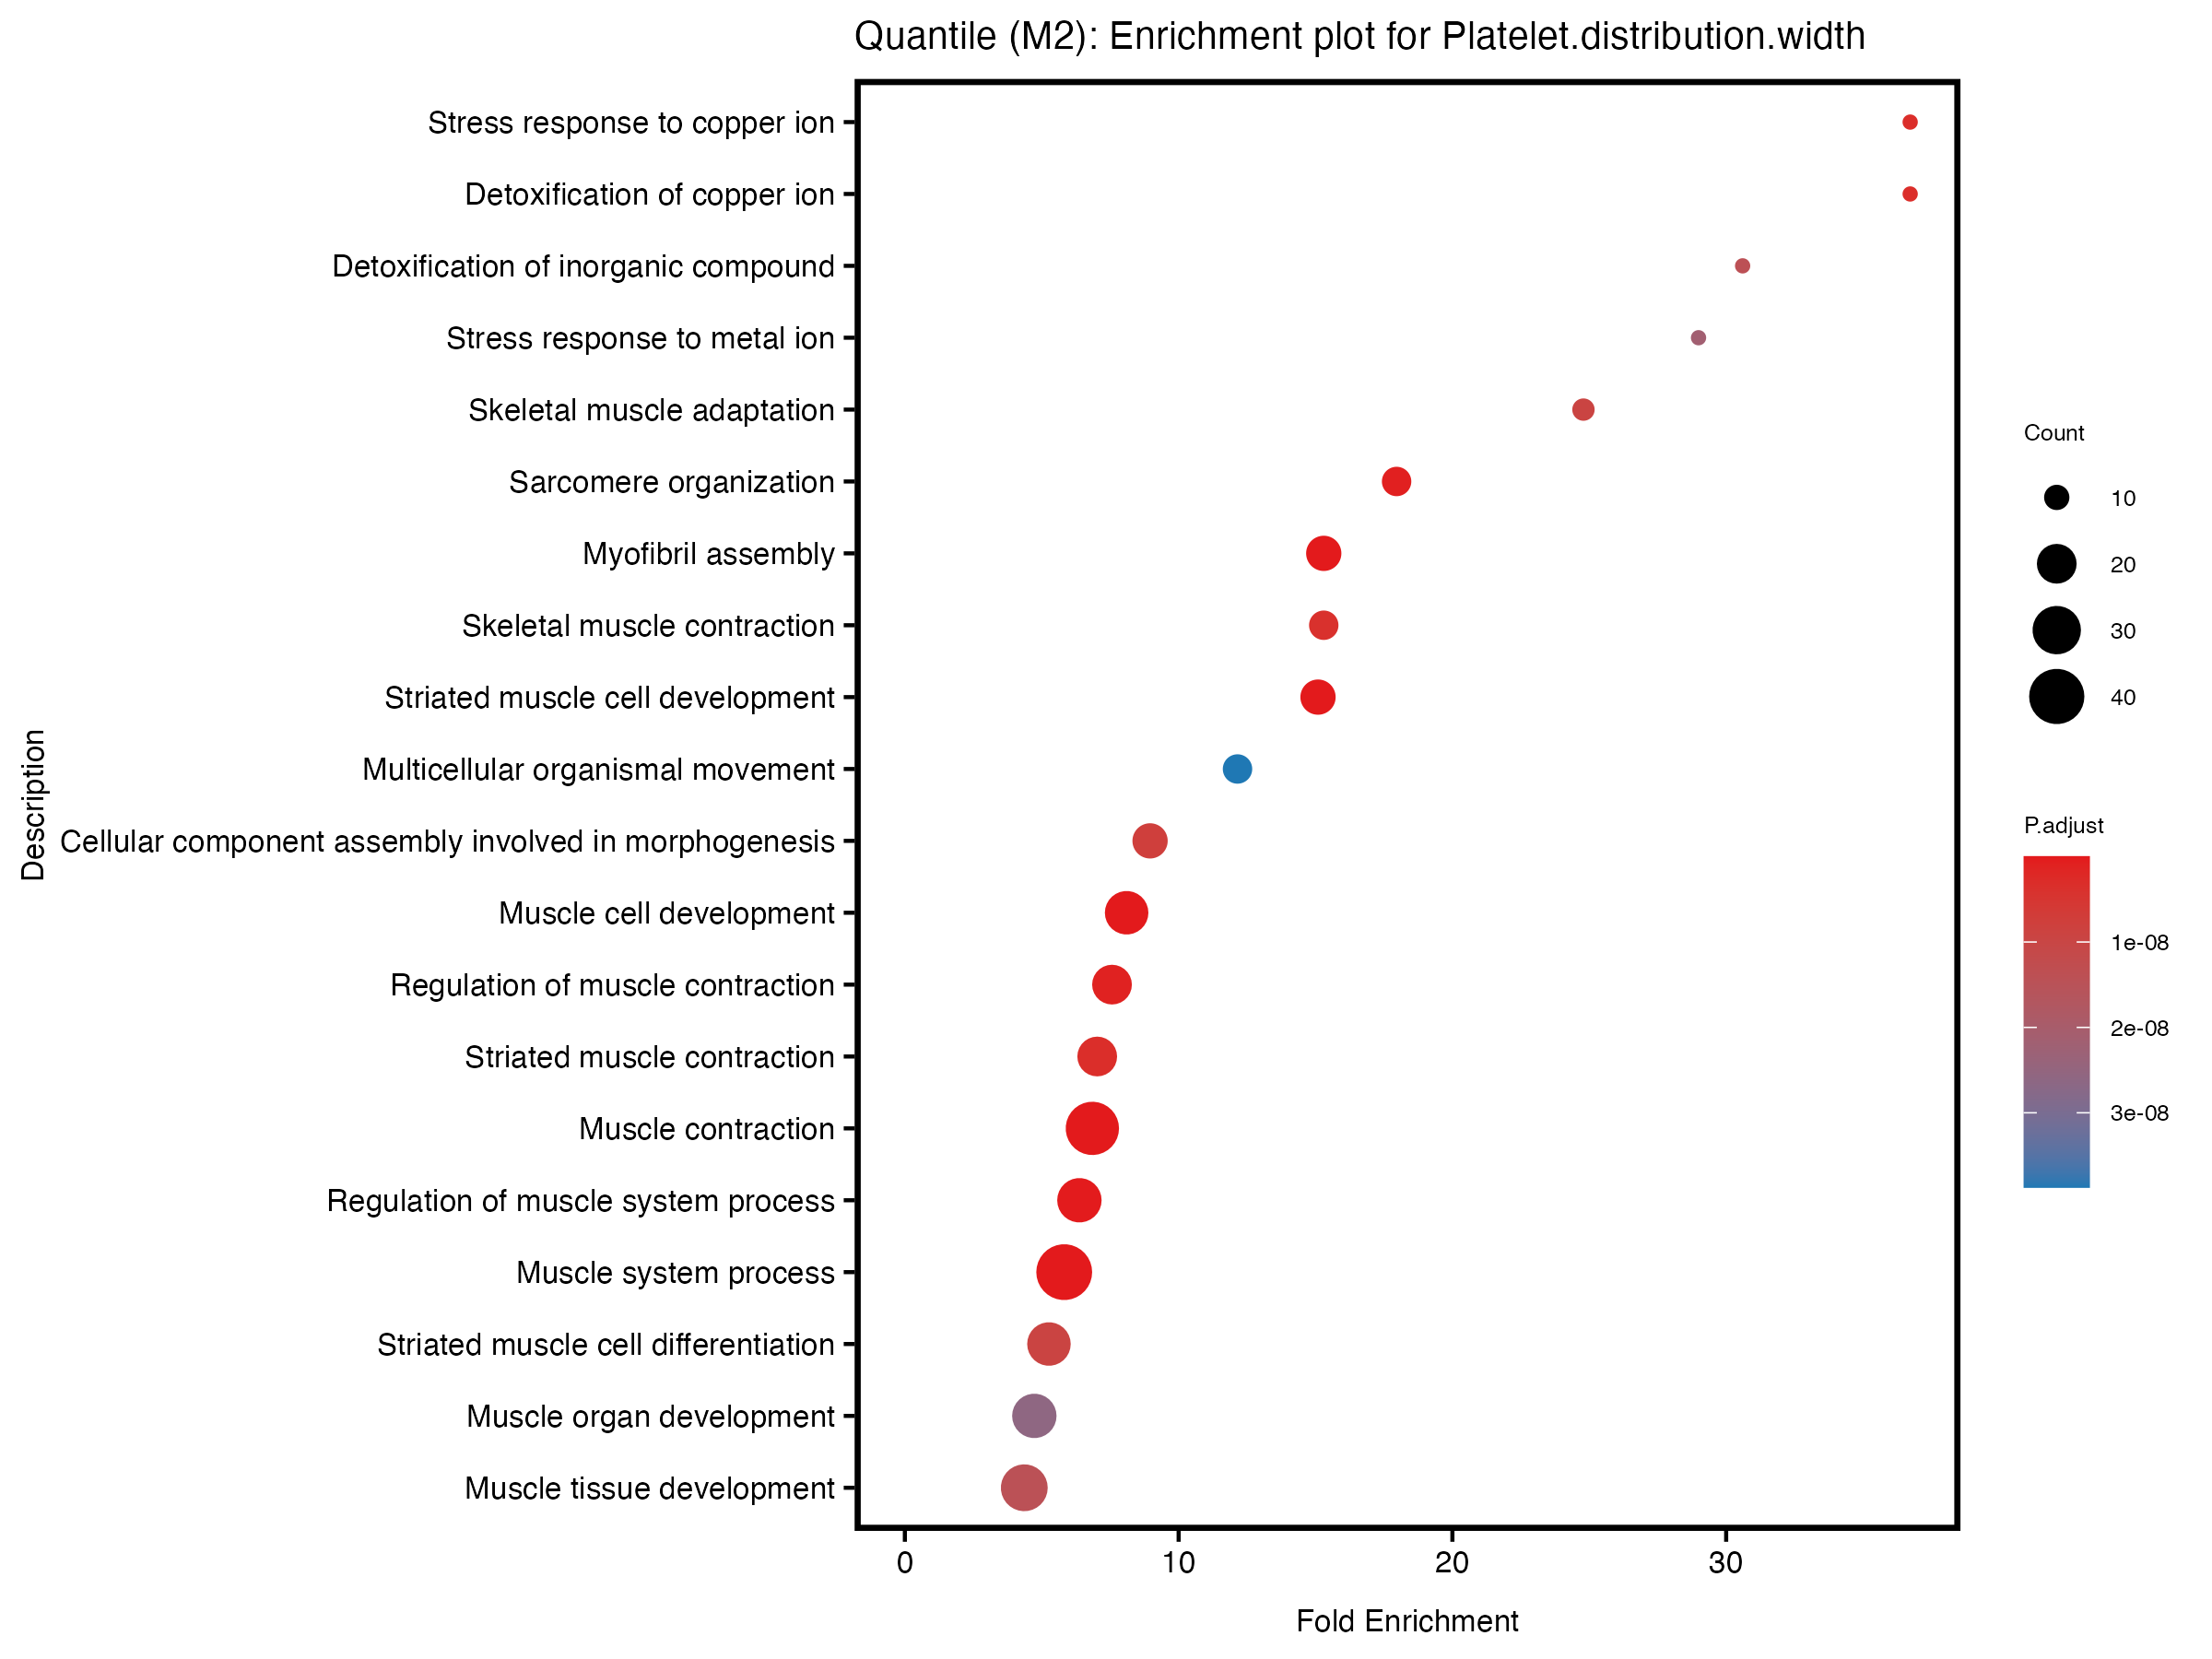 Quantile (M2): Enrichment plot for Platelet.distribution.width
Description
Stress response to copper ion
Detoxification of copper ion
Detoxification of inorganic compound
Stress response to metal ion
Skeletal muscle adaptation
Sarcomere organization
Myofibril assembly
Skeletal muscle contraction
Striated muscle cell development
Multicellular organismal movement
Cellular component assembly involved in morphogenesis
Muscle cell development
Regulation of muscle contraction
Striated muscle contraction
Muscle contraction
Regulation of muscle system process
Muscle system process
Striated muscle cell differentiation
Muscle organ development
Muscle tissue development
0 10 20 30
Fold Enrichment
Count
10
20
30
40
P.adjust
1e-08
2e-08
3e-08